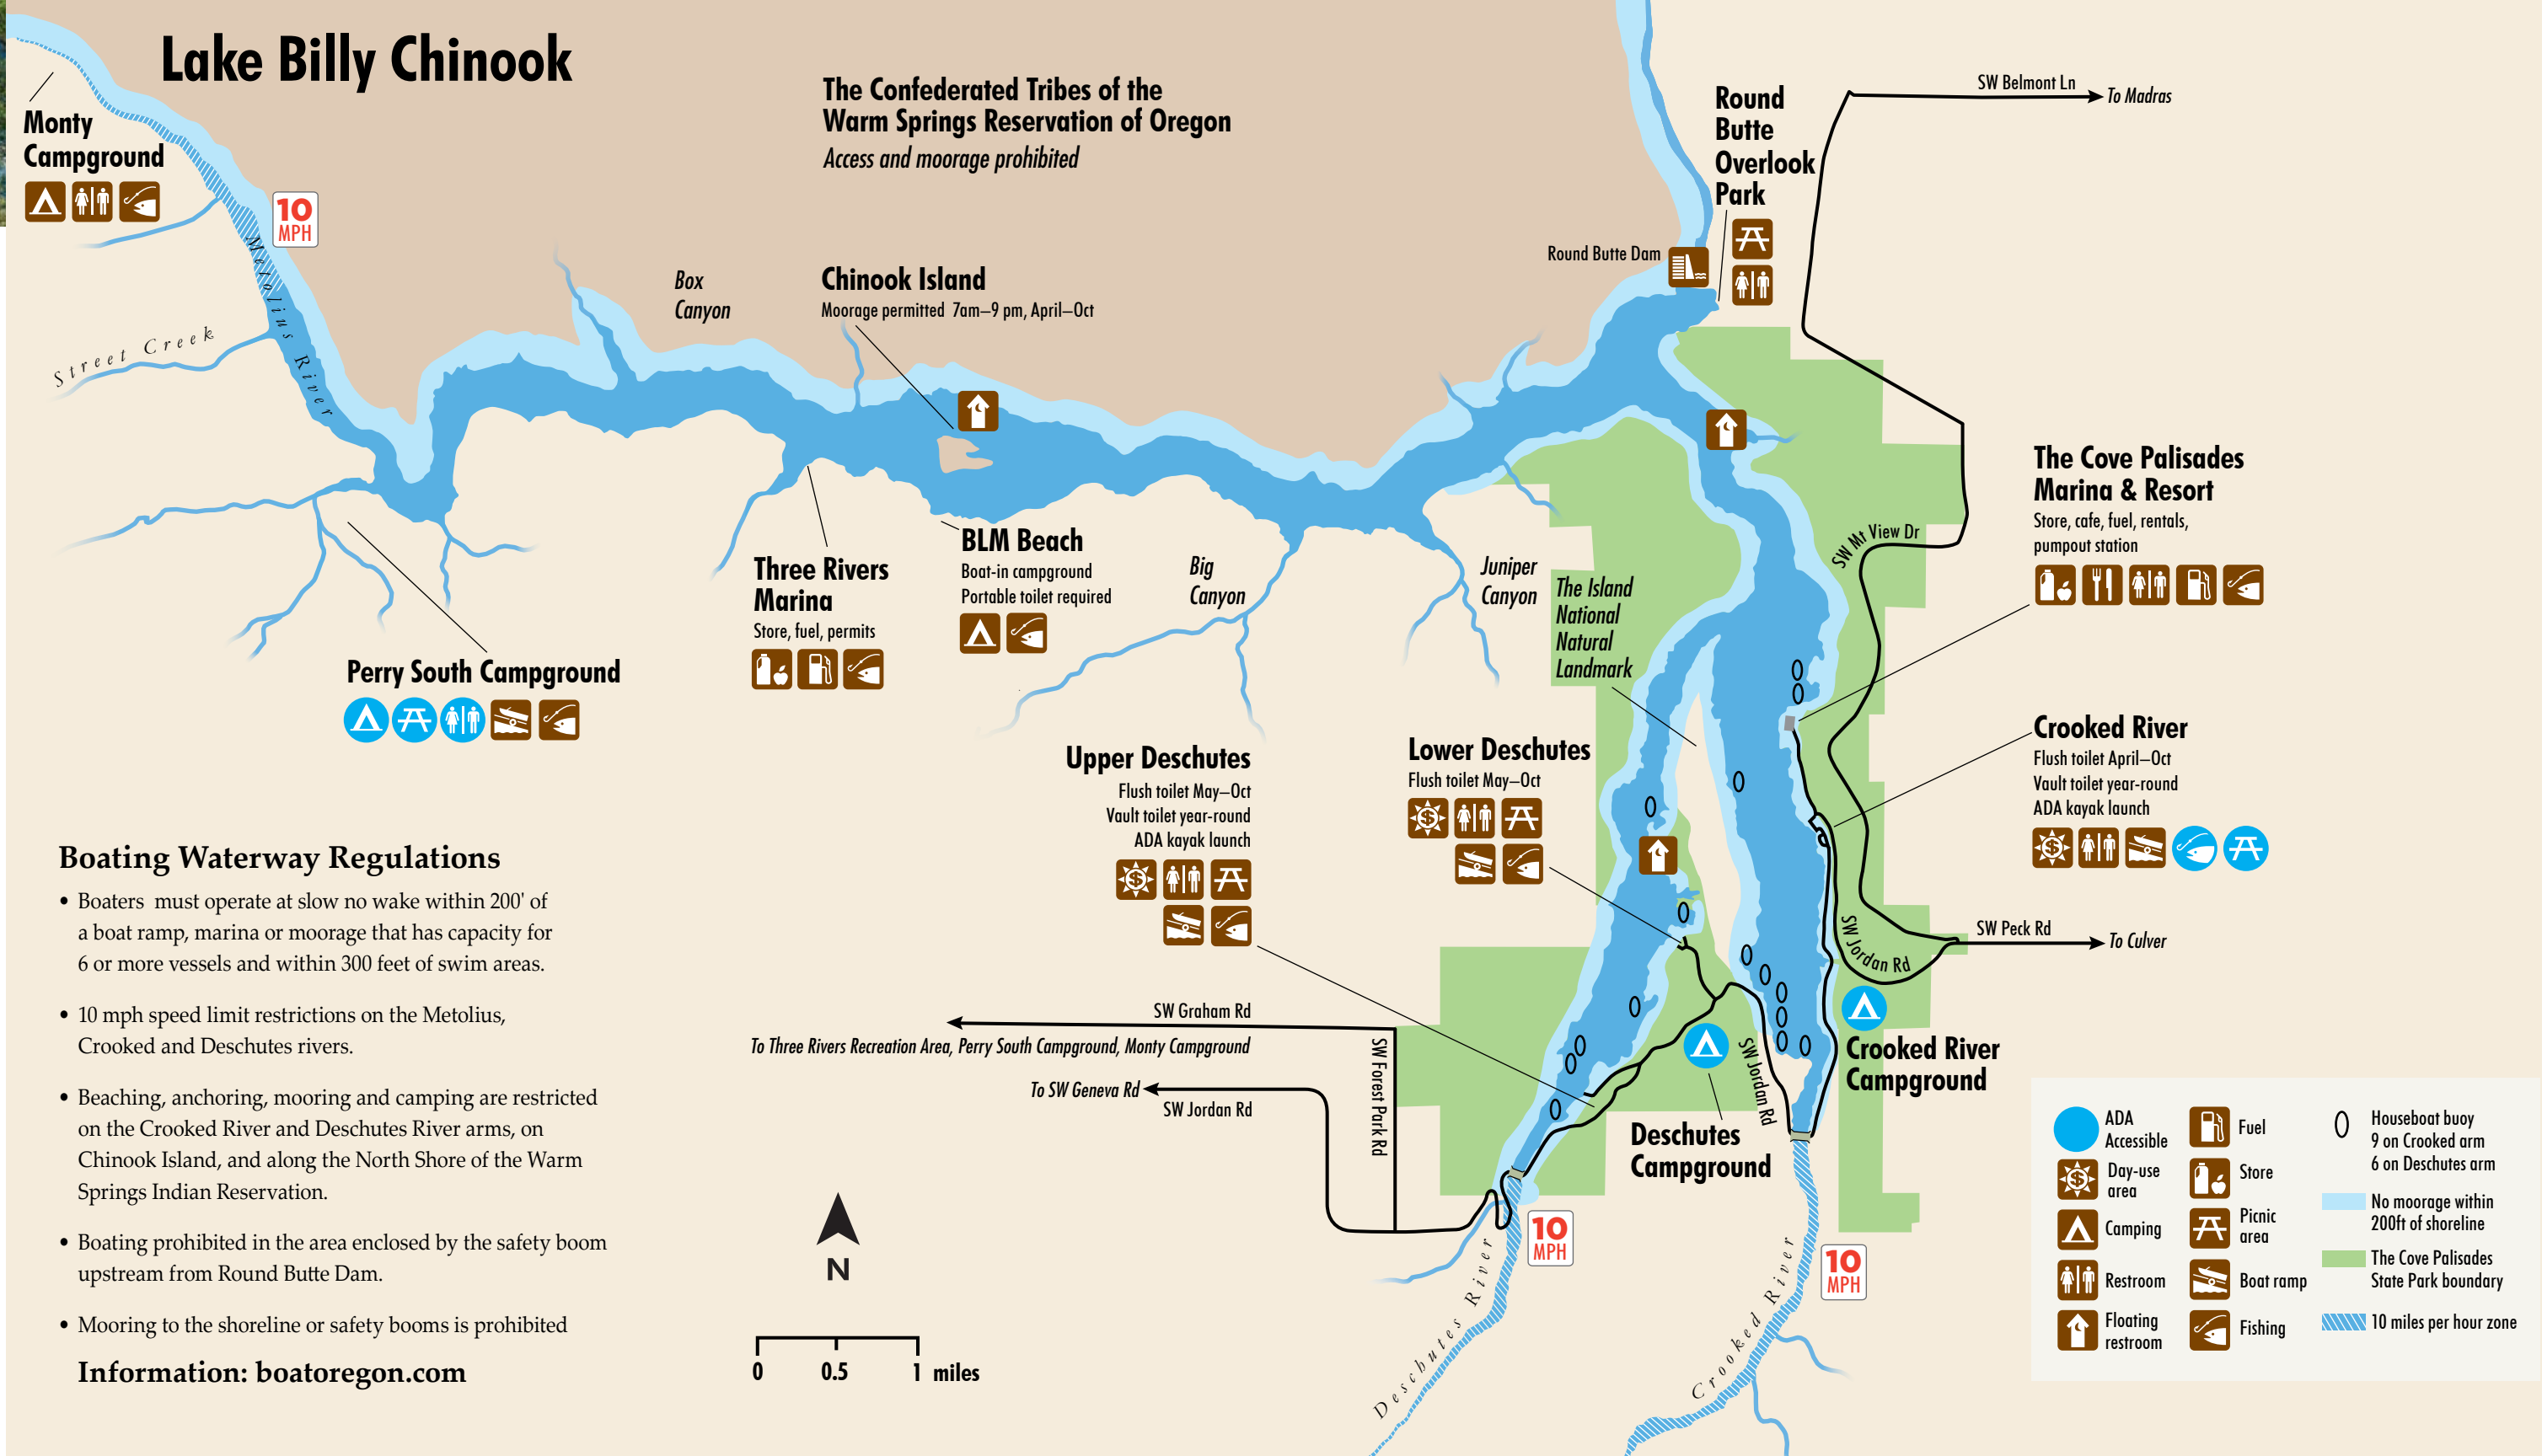 Lake Billy Chinook
The Confederated Tribes of the
Warm Springs Reservation of Oregon
Access and moorage prohibited
Monty
Campground
10
MPH
Metolius River
Street Creek
Box
Canyon
Chinook Island
Moorage permitted 7am–9 pm, April–Oct
Round
Butte
Overlook
Park
Round Butte Dam
SW Belmont Ln
To Madras
The Cove Palisades
Marina & Resort
Store, cafe, fuel, rentals,
pumpout station
SW Mt View Dr
Three Rivers
Marina
Store, fuel, permits
BLM Beach
Boat-in campground
Portable toilet required
Big
Canyon
Juniper
Canyon
The Island
National
Natural
Landmark
Perry South Campground
Upper Deschutes
Flush toilet May–Oct
Vault toilet year-round
ADA kayak launch
Lower Deschutes
Flush toilet May–Oct
Crooked River
Flush toilet April–Oct
Vault toilet year-round
ADA kayak launch
SW Peck Rd
To Culver
SW Jordan Rd
SW Graham Rd
To Three Rivers Recreation Area, Perry South Campground, Monty Campground
To SW Geneva Rd
SW Jordan Rd
SW Forest Park Rd
SW Jordan Rd
Crooked River
Campground
Deschutes
Campground
10
MPH
10
MPH
Deschutes River
Crooked River
Boating Waterway Regulations
• Boaters must operate at slow no wake within 200' of
a boat ramp, marina or moorage that has capacity for
6 or more vessels and within 300 feet of swim areas.
• 10 mph speed limit restrictions on the Metolius,
Crooked and Deschutes rivers.
• Beaching, anchoring, mooring and camping are restricted
on the Crooked River and Deschutes River arms, on
Chinook Island, and along the North Shore of the Warm
Springs Indian Reservation.
• Boating prohibited in the area enclosed by the safety boom
upstream from Round Butte Dam.
• Mooring to the shoreline or safety booms is prohibited
Information: boatoregon.com
N
0 0.5 1 miles
ADA
Accessible
Day-use
area
Camping
Restroom
Floating
restroom
Fuel
Store
Picnic
area
Boat ramp
Fishing
Houseboat buoy
9 on Crooked arm
6 on Deschutes arm
No moorage within
200ft of shoreline
The Cove Palisades
State Park boundary
10 miles per hour zone